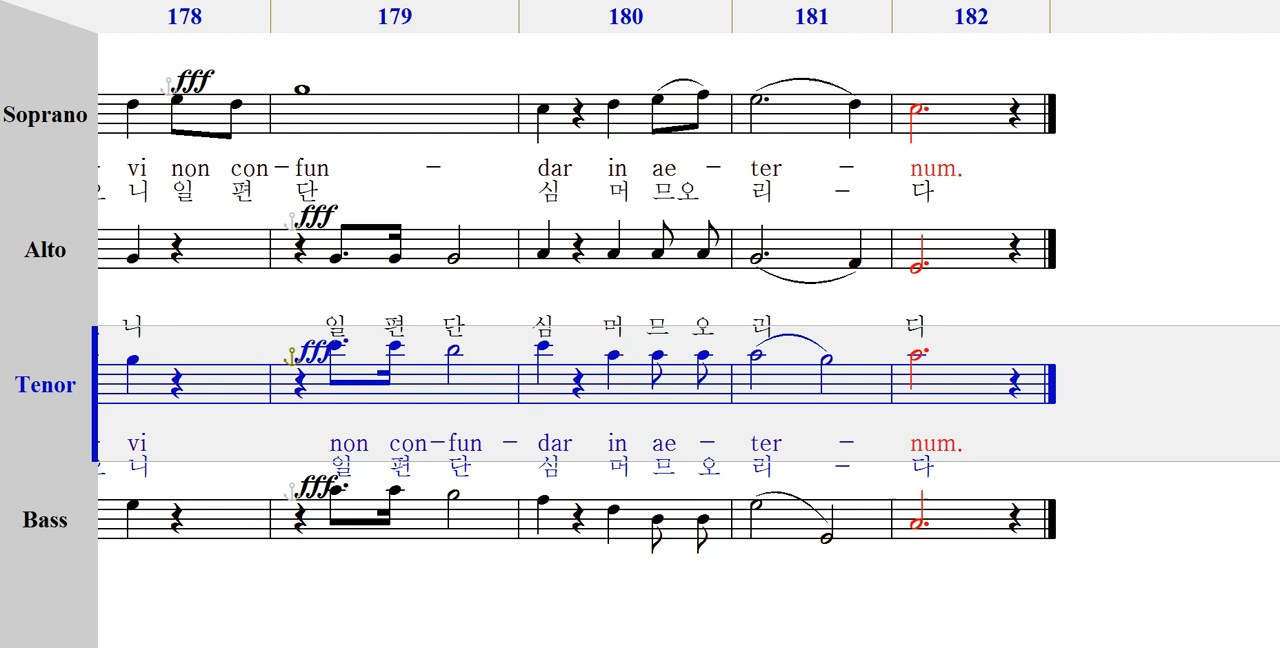 178 179 180 181 182
fff
Soprano
- vi non con - fun - dar in ae - ter - num.
니 일 편 단 심 머 므오 리 - 다
fff
Alto
니 일 편 단 심 머 므 오 리 디
fff
Tenor
- vi non con - fun - dar in ae - ter - num.
니 일 편 단 심 머 므 오 리 - 다
fff
Bass